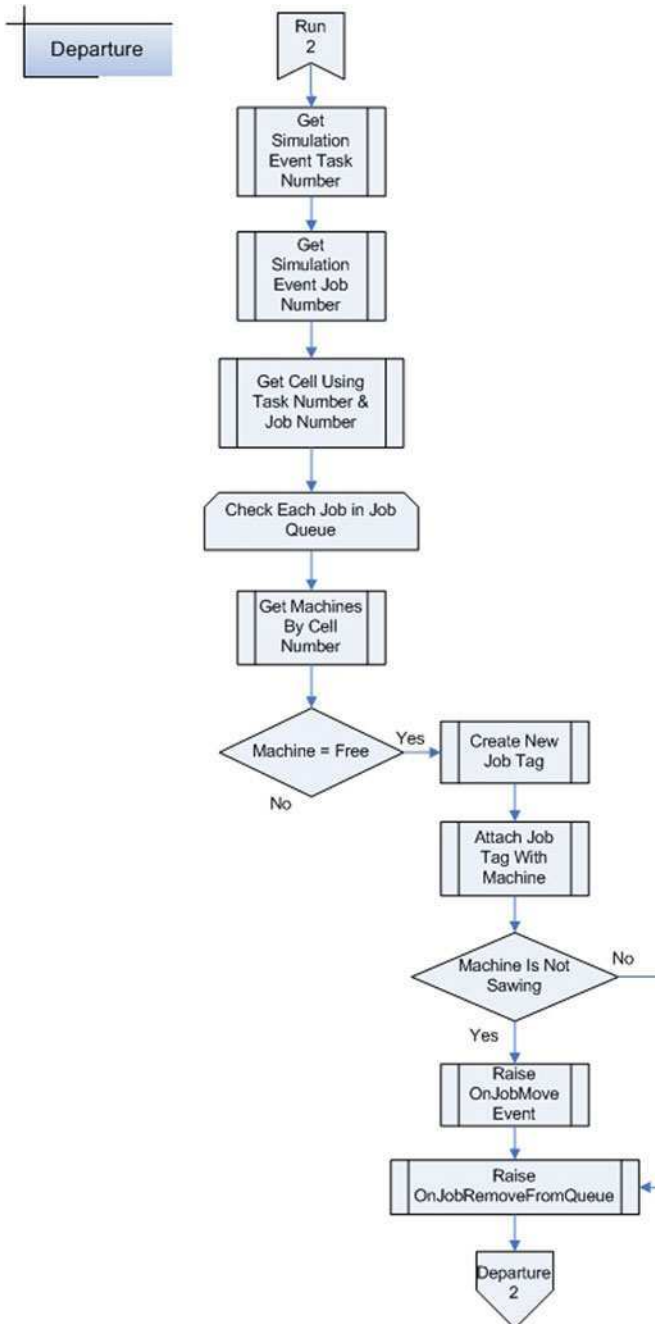 Departure
Run
2
Get
Simulation
Event Task
Number
Get
Simulation
Event Job
Number
Get Cell Using
Task Number &
Job Number
Check Each Job in Job
Queue
Get Machines
By Cell
Number
Machine = Free
Yes
No
Create New
Job Tag
Attach Job
Tag With
Machine
Machine Is Not
Sawing
No
Yes
Raise
OnJobMove
Event
Raise
OnJobRemoveFromQueue
Departure
2